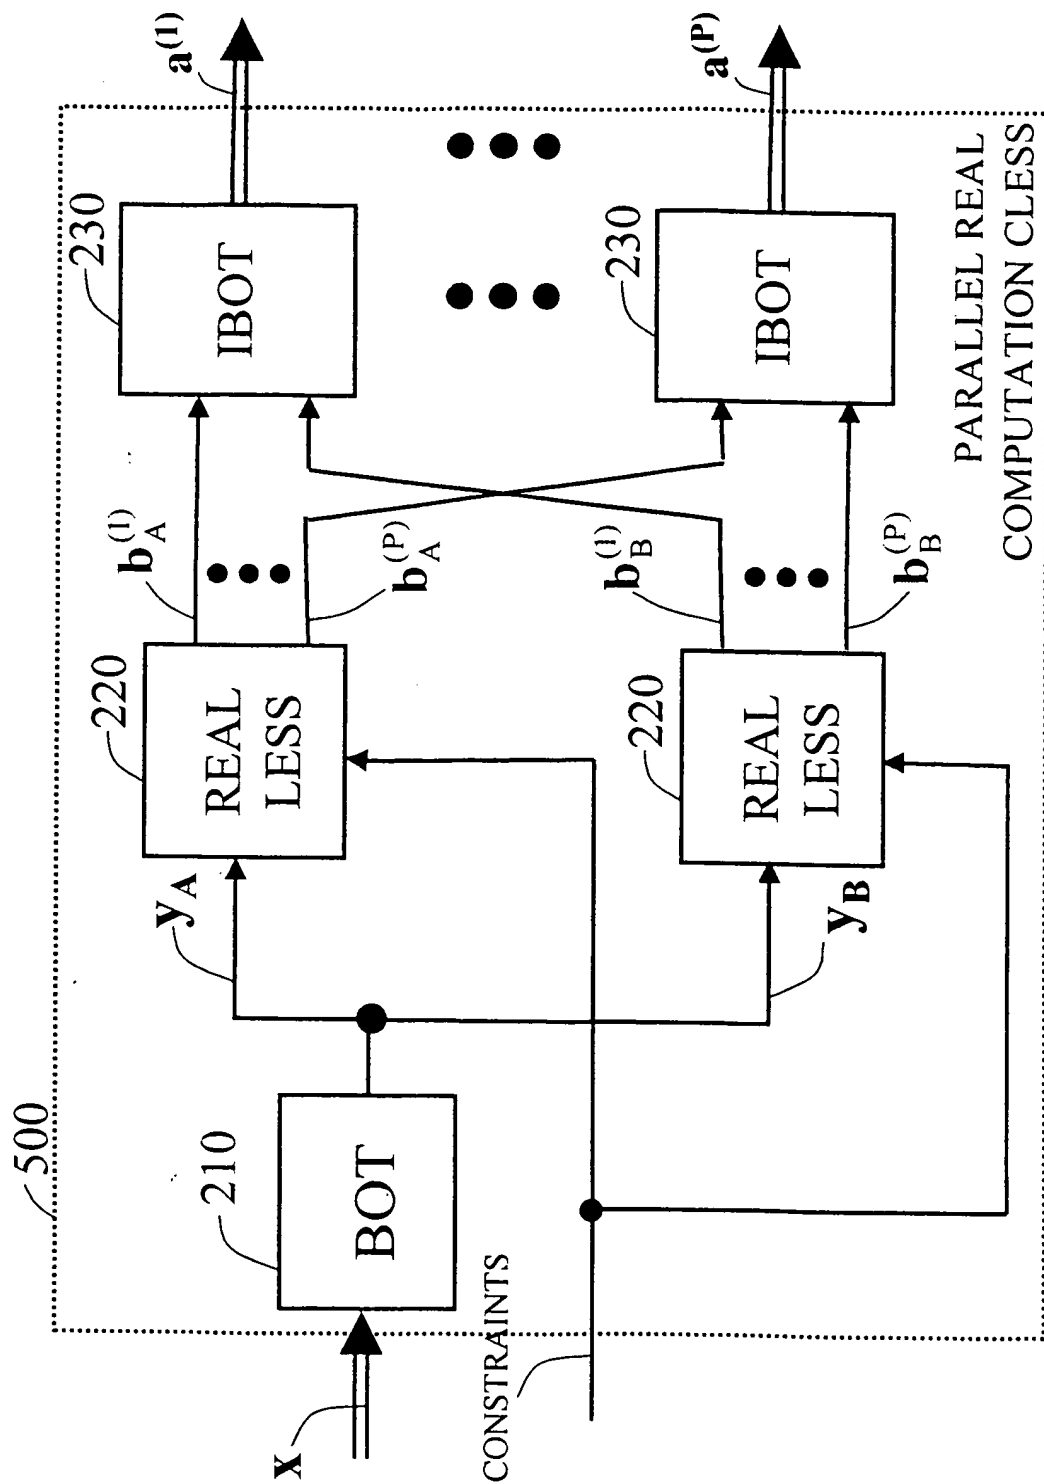 500
x
210
BOT
CONSTRAINTS
y_A
y_B
220
REAL
LESS
220
REAL
LESS
b_A^(1)
b_A^(P)
b_B^(1)
b_B^(P)
230
IBOT
230
IBOT
a^(1)
a^(P)
PARALLEL REAL
COMPUTATION CLESS